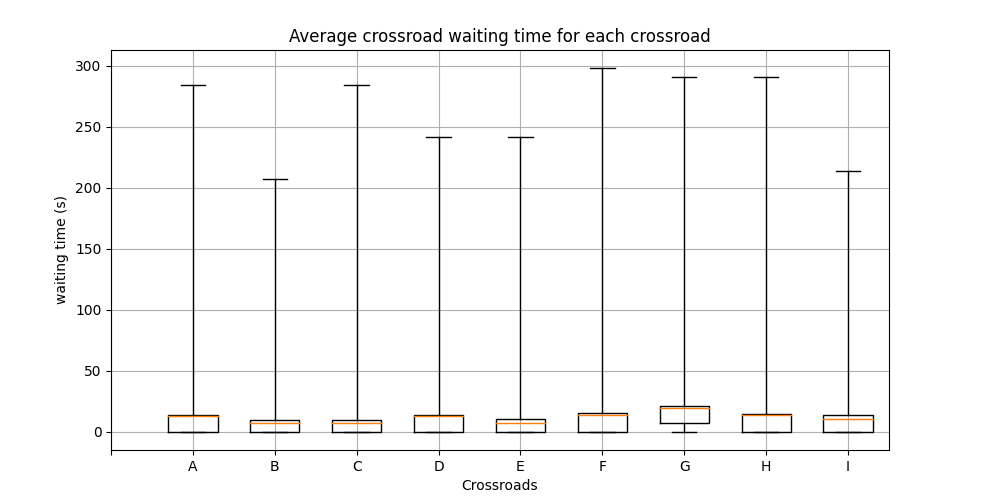 Average crossroad waiting time for each crossroad
300
250
200
150
100
50
0
waiting time (s)
A B C D E F G H I
Crossroads